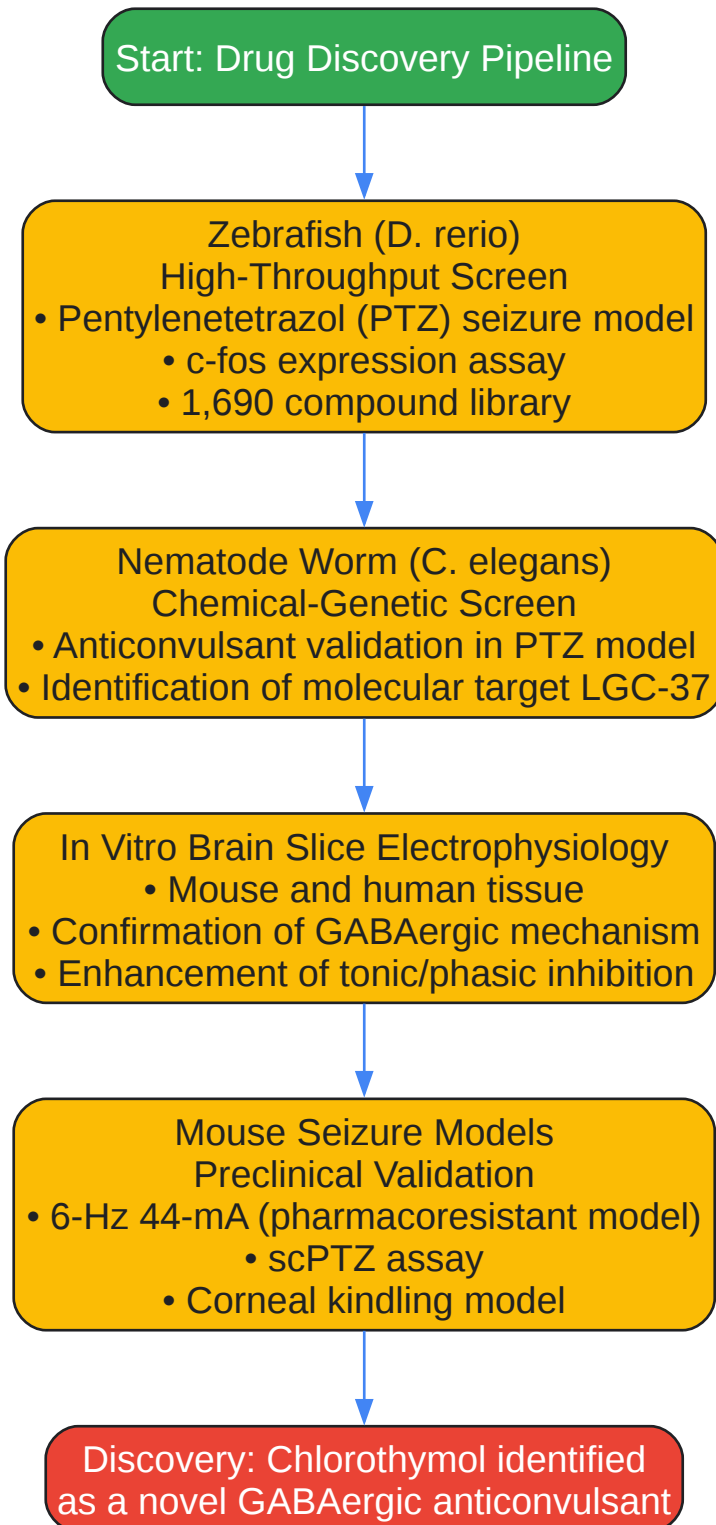 Start: Drug Discovery Pipeline
Zebrafish (D. rerio)
High-Throughput Screen
• Pentylenetetrazol (PTZ) seizure model
• c-fos expression assay
• 1,690 compound library
Nematode Worm (C. elegans)
Chemical-Genetic Screen
• Anticonvulsant validation in PTZ model
• Identification of molecular target LGC-37
In Vitro Brain Slice Electrophysiology
• Mouse and human tissue
• Confirmation of GABAergic mechanism
• Enhancement of tonic/phasic inhibition
Mouse Seizure Models
Preclinical Validation
• 6-Hz 44-mA (pharmacoresistant model)
• scPTZ assay
• Corneal kindling model
Discovery: Chlorothymol identified
as a novel GABAergic anticonvulsant